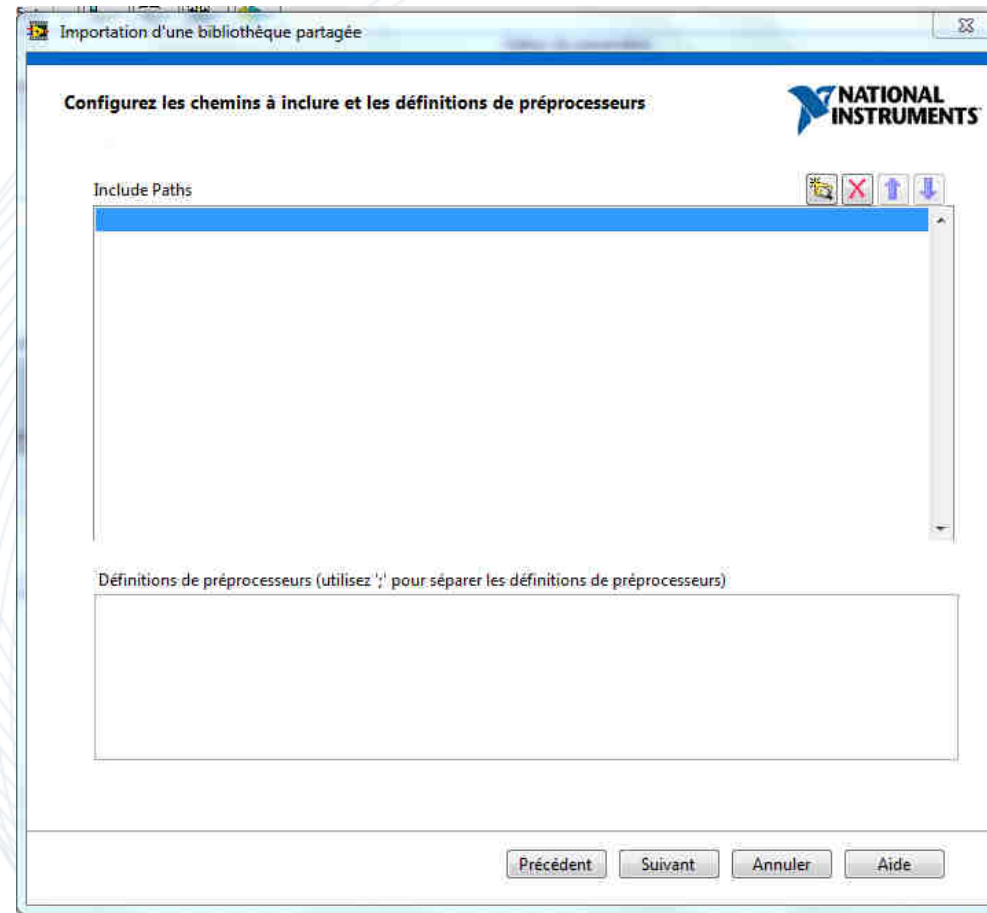 Importation d'une bibliothèque partagée
Configurez les chemins à inclure et les définitions de préprocesseurs
NATIONAL
INSTRUMENTS
Include Paths
Définitions de préprocesseurs (utilisez ';' pour séparer les définitions de préprocesseurs)
Précédent
Suivant
Annuler
Aide